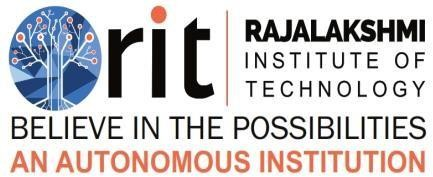 rit
RAJALAKSHMI
INSTITUTE OF
TECHNOLOGY
BELIEVE IN THE POSSIBILITIES
AN AUTONOMOUS INSTITUTION